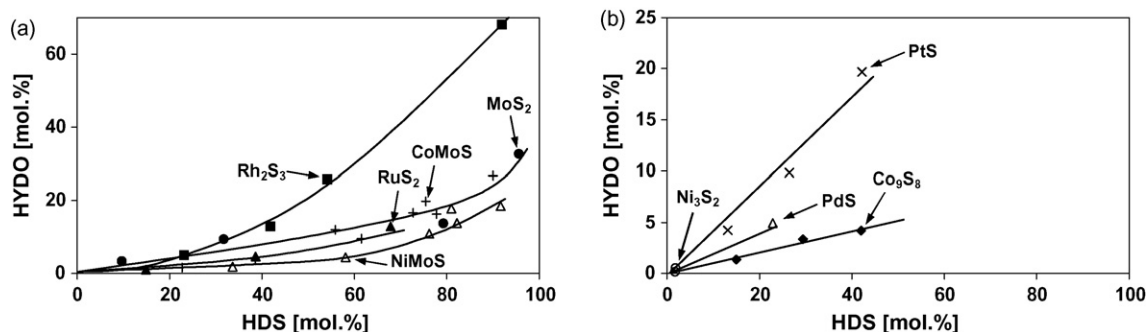 (a)
HYDO [mol.%]
60
40
20
0
Rh2S3
RuS2
CoMoS
MoS2
NiMoS
0 20 40 60 80 100
HDS [mol.%]
(b)
HYDO [mol.%]
25
20
15
10
5
0
PtS
Ni3S2
PdS
Co9S8
0 20 40 60 80 100
HDS [mol.%]